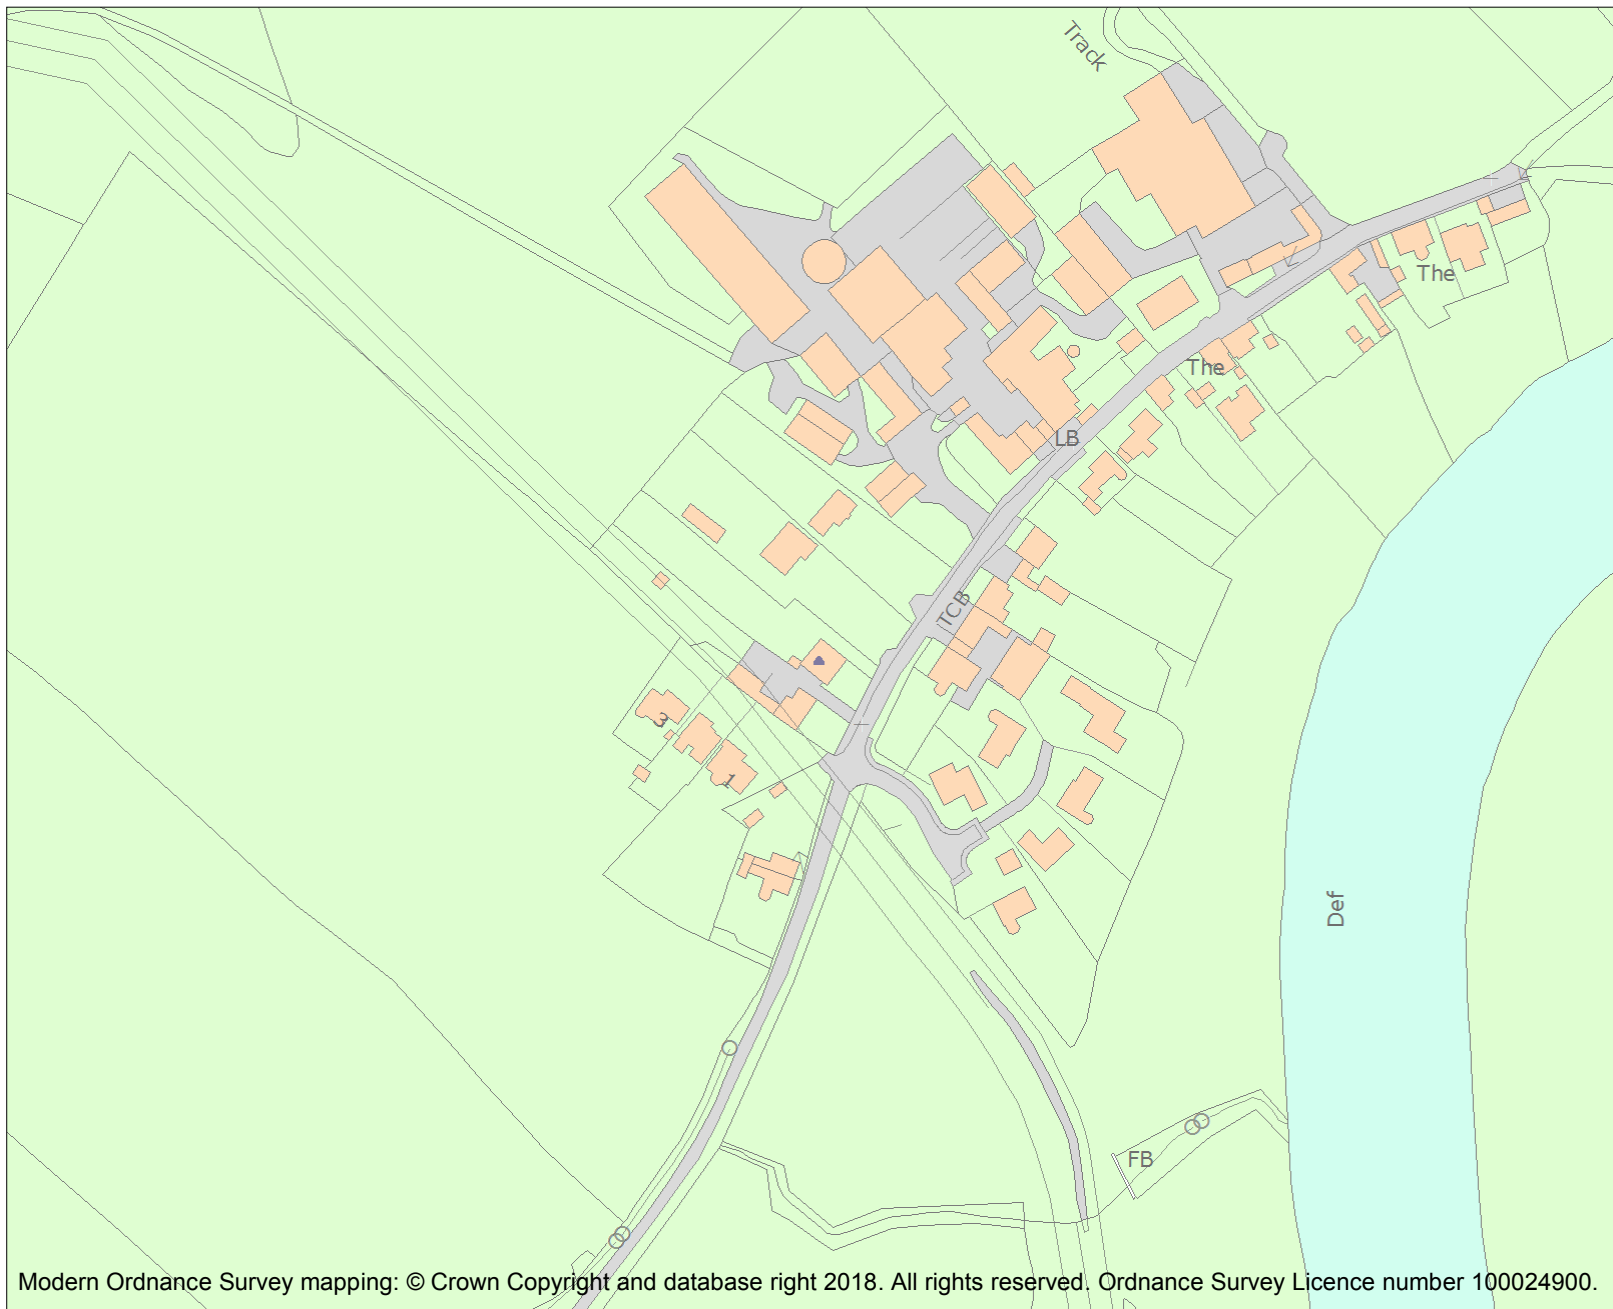 Track
The
The
LB
TCB
3
1
Def
FB
Modern Ordnance Survey mapping: © Crown Copyright and database right 2018. All rights reserved. Ordnance Survey Licence number 100024900.